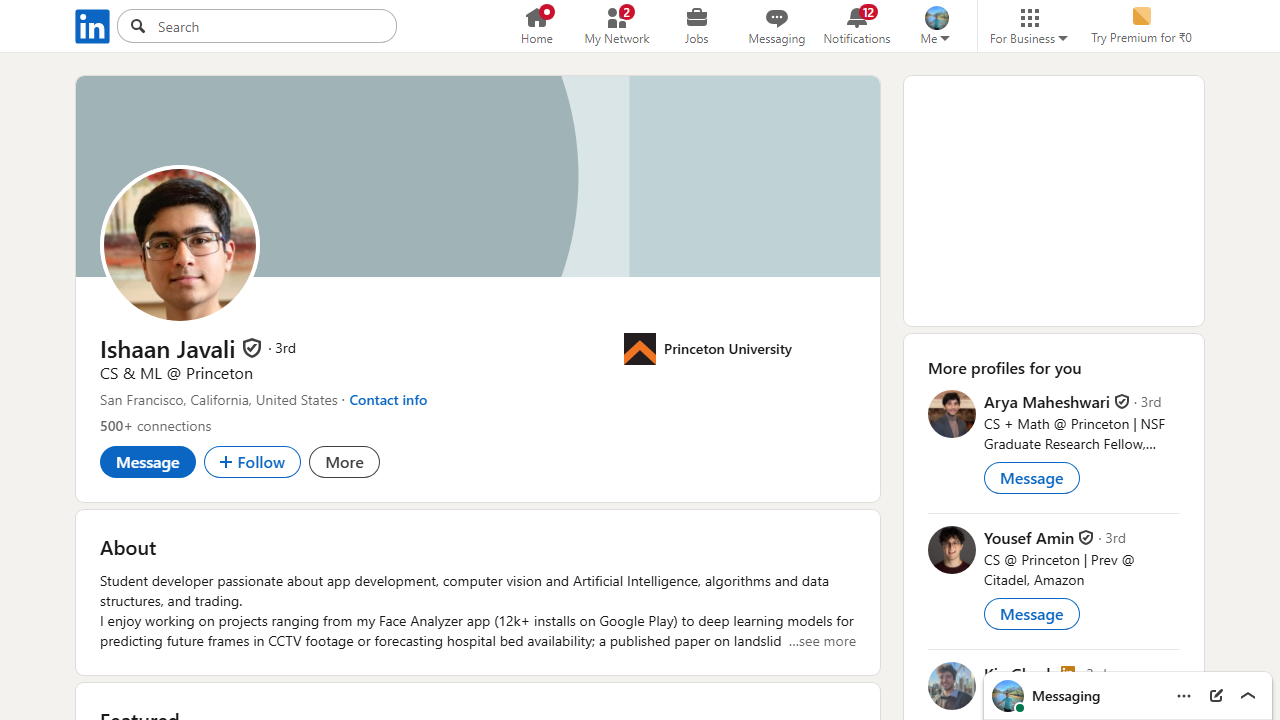 in
Search
Home
2
My Network
Jobs
Messaging
12
Notifications
Me
For Business
Try Premium for ₹0
Ishaan Javali · 3rd
CS & ML @ Princeton
San Francisco, California, United States · Contact info
500+ connections
Message
Follow
More
Princeton University
About
Student developer passionate about app development, computer vision and Artificial Intelligence, algorithms and data
structures, and trading.
I enjoy working on projects ranging from my Face Analyzer app (12k+ installs on Google Play) to deep learning models for
predicting future frames in CCTV footage or forecasting hospital bed availability; a published paper on landslid …see more
Featured
More profiles for you
Arya Maheshwari · 3rd
CS + Math @ Princeton | NSF
Graduate Research Fellow,...
Message
Yousef Amin · 3rd
CS @ Princeton | Prev @
Citadel, Amazon
Message
Messaging